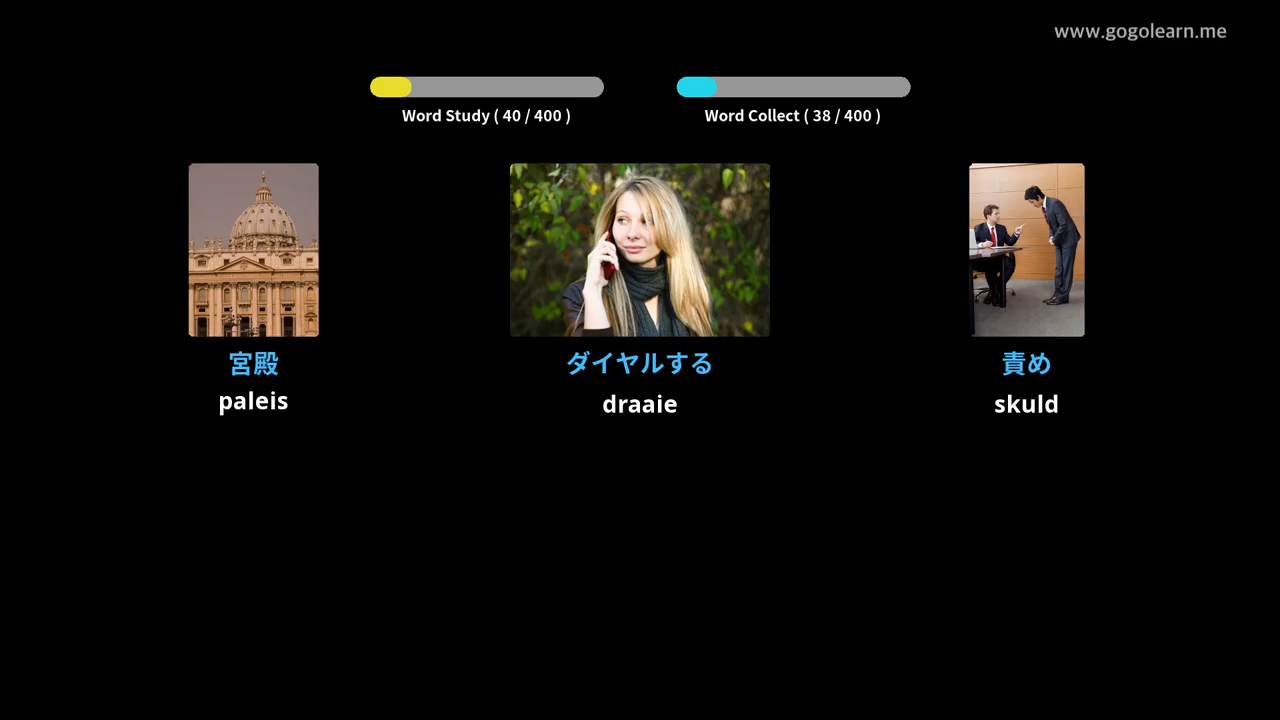 www.gogolearn.me
Word Study ( 40 / 400 )
Word Collect ( 38 / 400 )
宮殿
ダイヤルする
責め
paleis
draaie
skuld